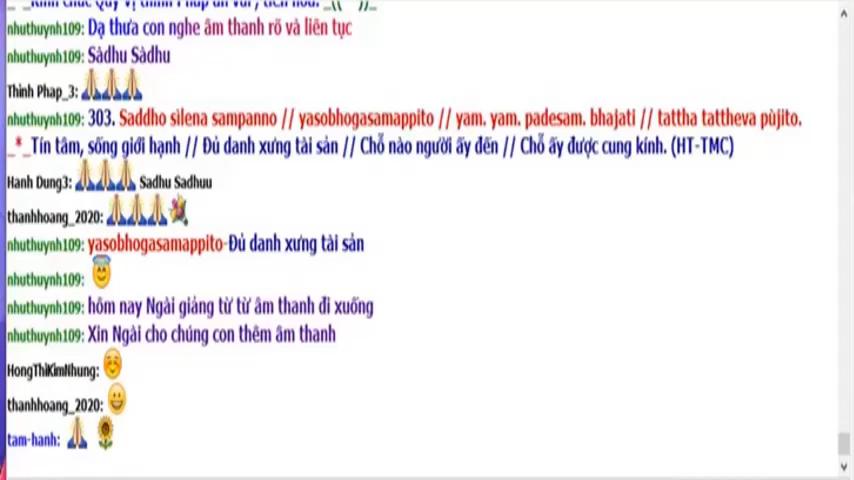 nhuthuynh109: Dạ thưa con nghe âm thanh rõ và liên tục
nhuthuynh109: Sàdhu Sàdhu
Thinh Phap_3:
nhuthuynh109: 303. Saddho silena sampanno // yasobhogasamappito // yam. yam. padesam. bhajati // tattha tattheva pùjito.
_*_Tín tâm, sống giới hạnh // Đủ danh xưng tài sản // Chỗ nào người ấy đến // Chỗ ấy được cung kính. (HT-TMC)
Hanh Dung3: Sadhu Sadhuu
thanhhoang_2020:
nhuthuynh109: yasobhogasamappito-Đủ danh xưng tài sản
nhuthuynh109:
nhuthuynh109: hôm nay Ngài giảng từ từ âm thanh đi xuống
nhuthuynh109: Xin Ngài cho chúng con thêm âm thanh
HongThiKimNhung:
thanhhoang_2020:
tam-hanh: